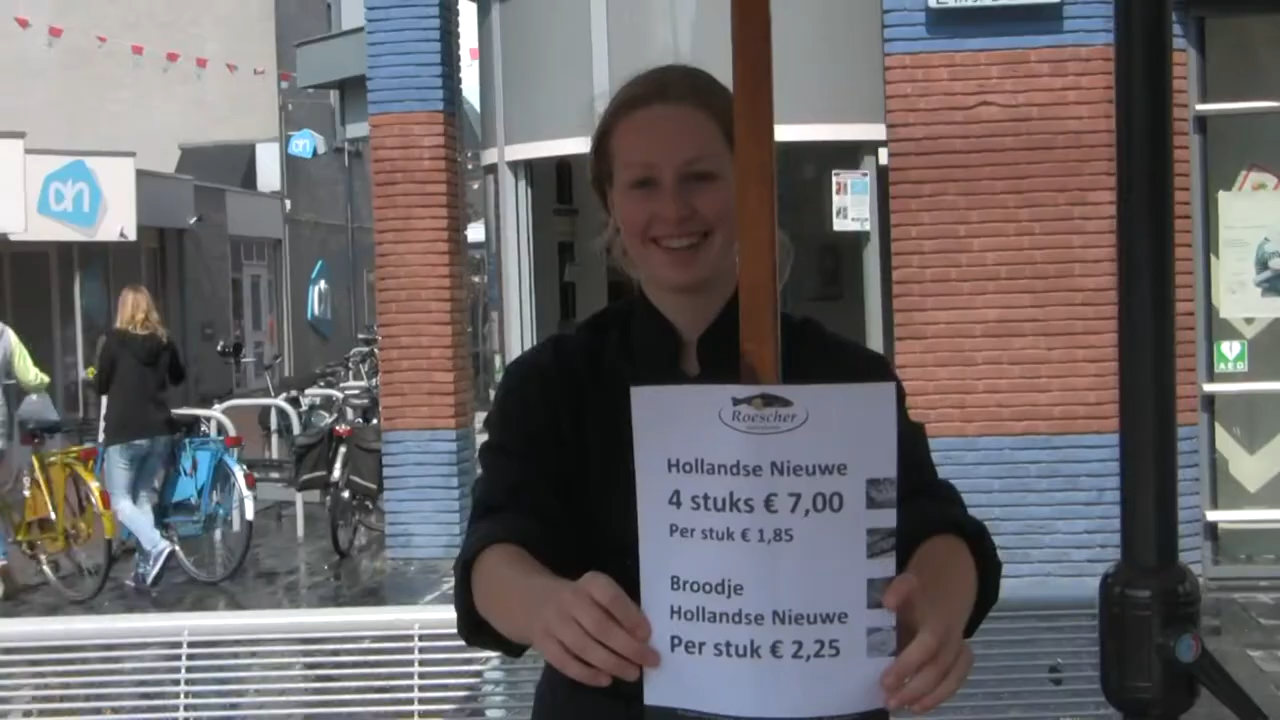 ah
Roescher
Hollandse Nieuwe
4 stuks € 7,00
Per stuk € 1,85
Broodje
Hollandse Nieuwe
Per stuk € 2,25
AED